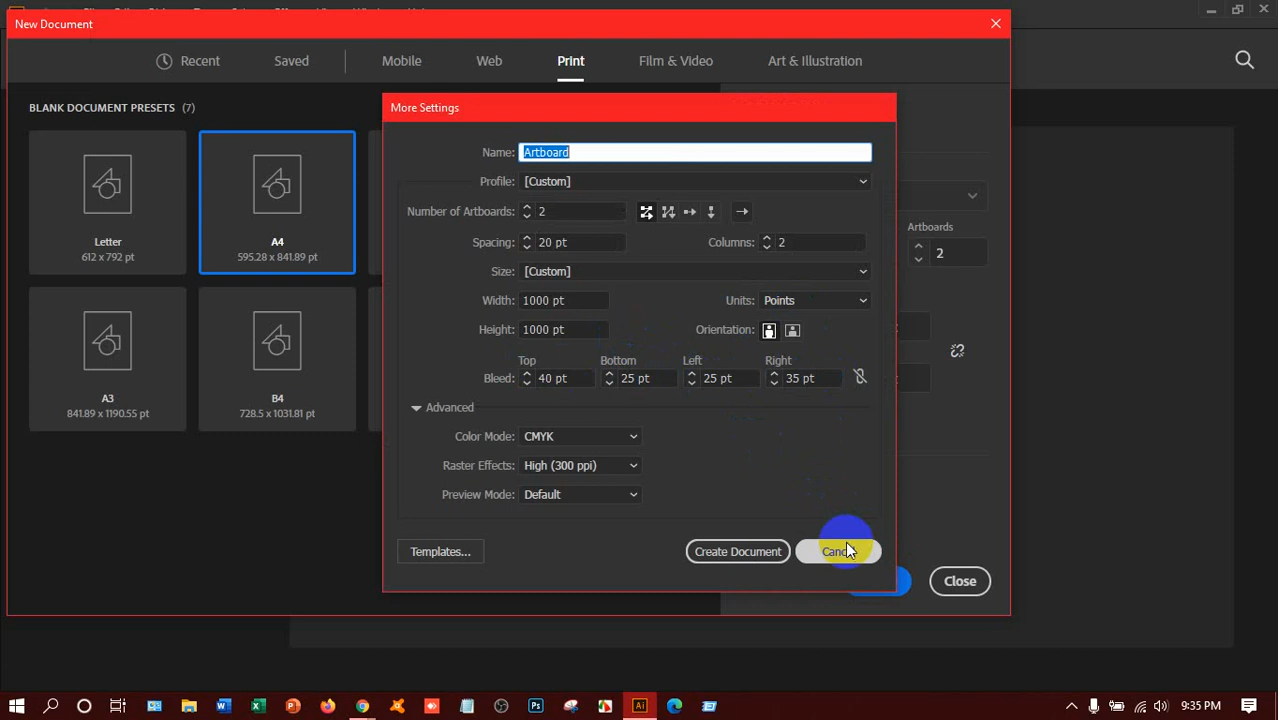 New Document
Recent
Saved
Mobile
Web
Print
Film & Video
Art & Illustration
BLANK DOCUMENT PRESETS (7)
Letter
612 x 792 pt
A4
595.28 x 841.89 pt
A3
841.89 x 1190.55 pt
B4
728.5 x 1031.81 pt
More Settings
Name: Artboard
Profile: [Custom]
Number of Artboards: 2
Spacing: 20 pt Columns: 2
Size: [Custom]
Width: 1000 pt Units: Points
Height: 1000 pt Orientation:
Top Bottom Left Right
Bleed: 40 pt 25 pt 25 pt 35 pt
Advanced
Color Mode: CMYK
Raster Effects: High (300 ppi)
Preview Mode: Default
Templates...
Create Document
Artboards
2
Close
9:35 PM